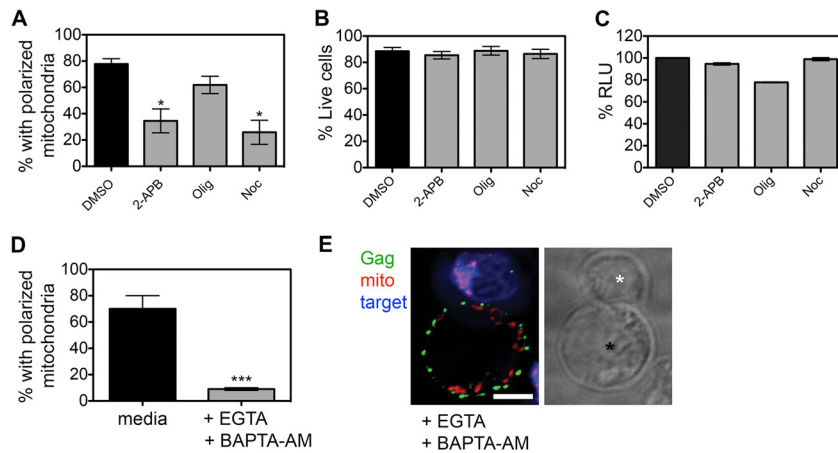 A
% with polarized
mitochondria
100
80
60
40
20
0
*
*
DMSO
2-APB
Olig
Noc
B
% Live cells
100
80
60
40
20
0
DMSO
2-APB
Olig
Noc
C
% RLU
120
100
80
60
40
20
0
DMSO
2-APB
Olig
Noc
D
% with polarized
mitochondria
100
80
60
40
20
0
***
media
+ EGTA
+ BAPTA-AM
E
Gag
mito
target
*
*
+ EGTA
+ BAPTA-AM